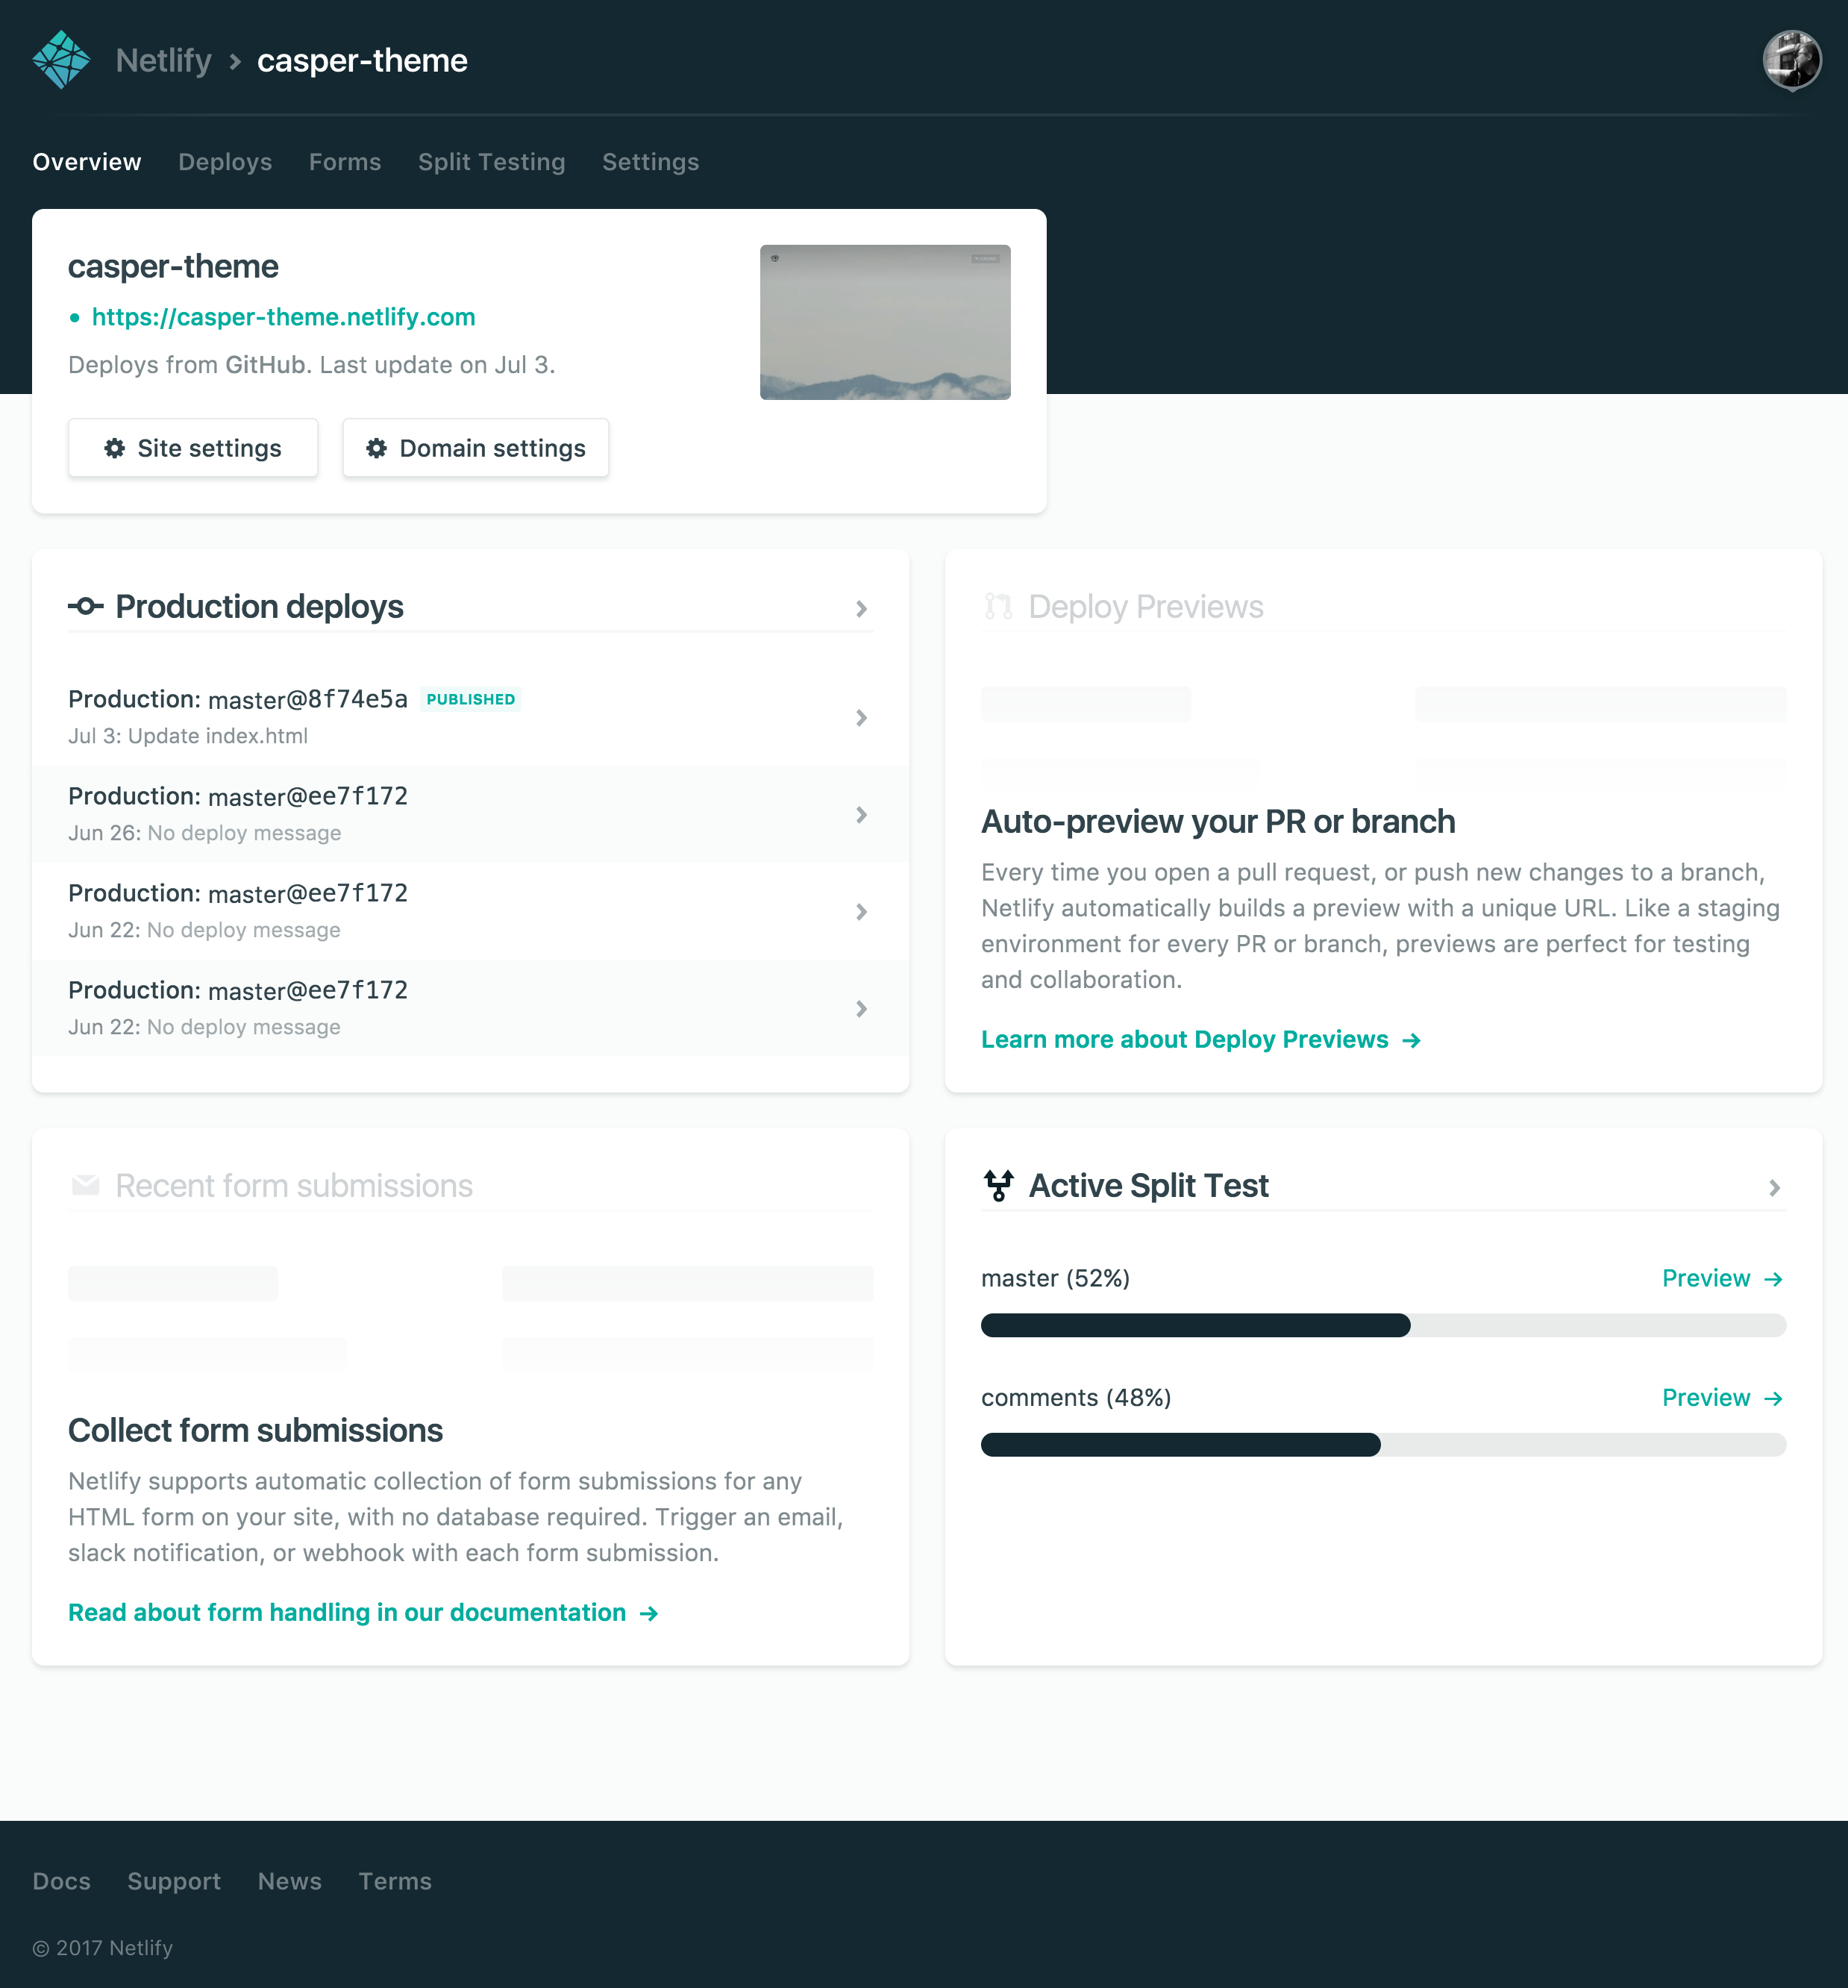 Netlify > casper-theme
Overview Deploys Forms Split Testing Settings
casper-theme
• https://casper-theme.netlify.com
Deploys from GitHub. Last update on Jul 3.
Site settings Domain settings
Production deploys
Production: master@8f74e5a PUBLISHED
Jul 3: Update index.html
Production: master@ee7f172
Jun 26: No deploy message
Production: master@ee7f172
Jun 22: No deploy message
Production: master@ee7f172
Jun 22: No deploy message
Deploy Previews
Auto-preview your PR or branch
Every time you open a pull request, or push new changes to a branch,
Netlify automatically builds a preview with a unique URL. Like a staging
environment for every PR or branch, previews are perfect for testing
and collaboration.
Learn more about Deploy Previews →
Recent form submissions
Collect form submissions
Netlify supports automatic collection of form submissions for any
HTML form on your site, with no database required. Trigger an email,
slack notification, or webhook with each form submission.
Read about form handling in our documentation →
Active Split Test
master (52%) Preview →
comments (48%) Preview →
Docs Support News Terms
© 2017 Netlify